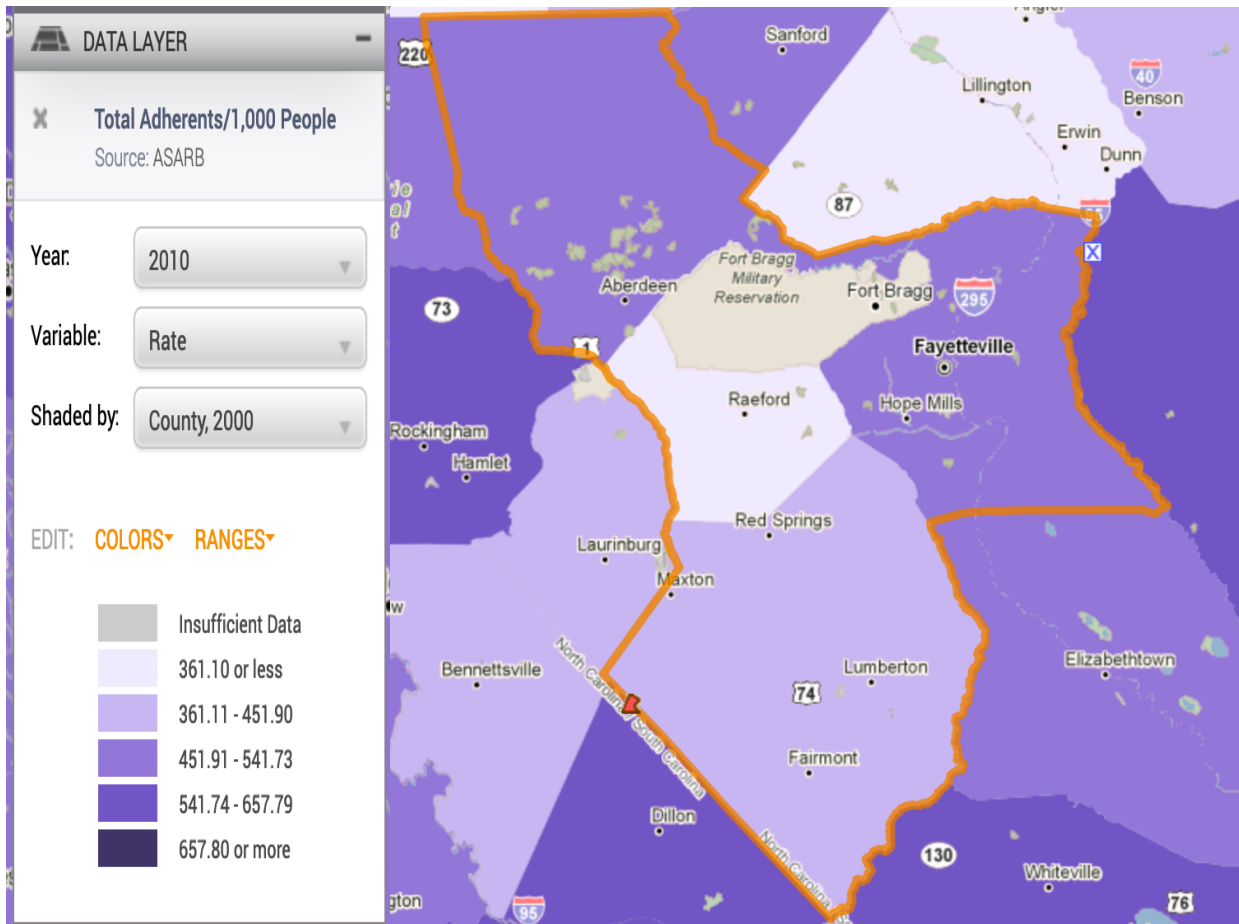 DATA LAYER
Total Adherents/1,000 People
Source: ASARB
Year:
2010
Variable:
Rate
Shaded by:
County, 2000
EDIT: COLORS RANGES
Insufficient Data
361.10 or less
361.11 - 451.90
451.91 - 541.73
541.74 - 657.79
657.80 or more
220
Sanford
40
Lillington
Benson
Erwin
Dunn
87
Fort Bragg
Military
Reservation
Aberdeen
Fort Bragg
295
73
1
Fayetteville
Raeford
Hope Mills
Rockingham
Hamlet
Red Springs
Laurinburg
Maxton
North Carolina
South Carolina
Bennettsville
Lumberton
74
Elizabethtown
Fairmont
Dillon
North Carolina
130
Whiteville
95
76
gton